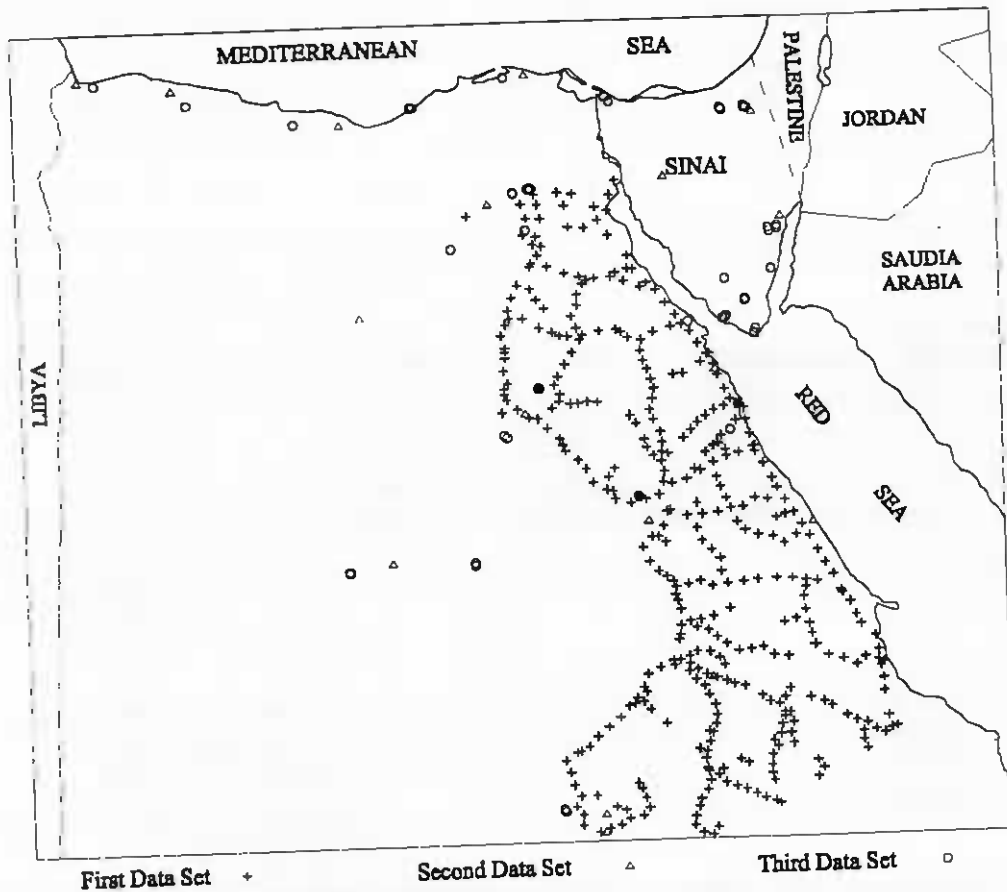 MEDITERRANEAN SEA
PALESTINE
JORDAN
SINAI
SAUDIA
ARABIA
LIBYA
RED
SEA
First Data Set + Second Data Set △ Third Data Set ○